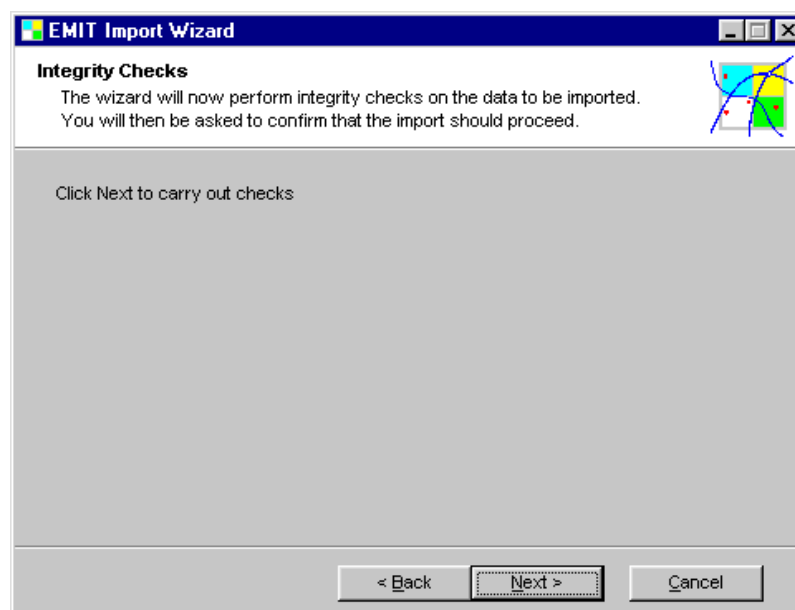 EMIT Import Wizard
Integrity Checks
The wizard will now perform integrity checks on the data to be imported.
You will then be asked to confirm that the import should proceed.
Click Next to carry out checks
< Back Next > Cancel